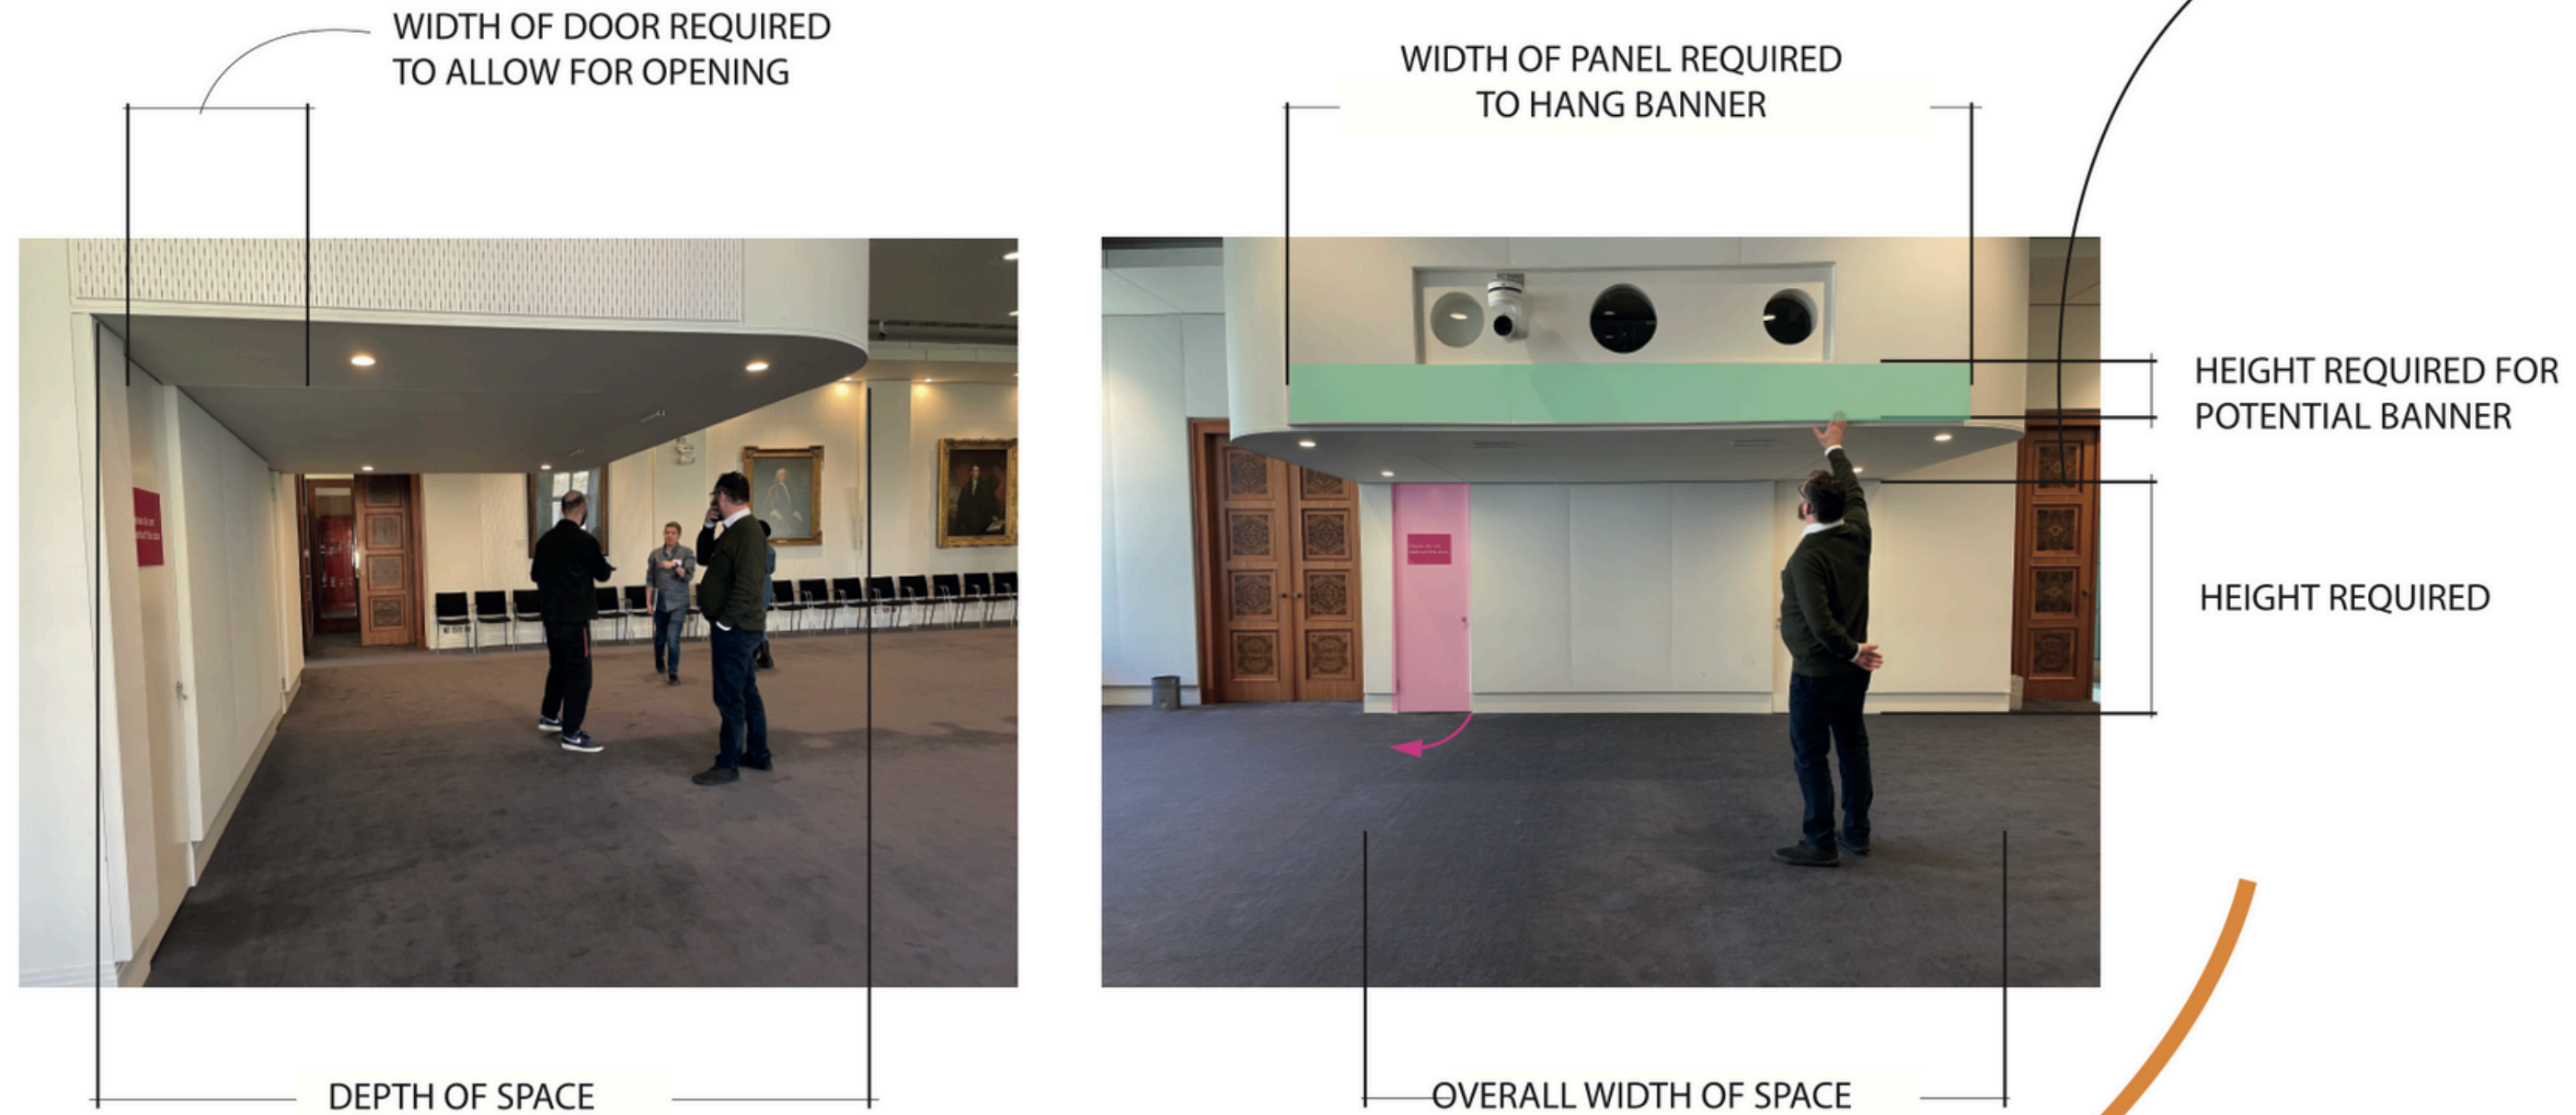 WIDTH OF DOOR REQUIRED
TO ALLOW FOR OPENING
WIDTH OF PANEL REQUIRED
TO HANG BANNER
HEIGHT REQUIRED FOR
POTENTIAL BANNER
HEIGHT REQUIRED
DEPTH OF SPACE
OVERALL WIDTH OF SPACE